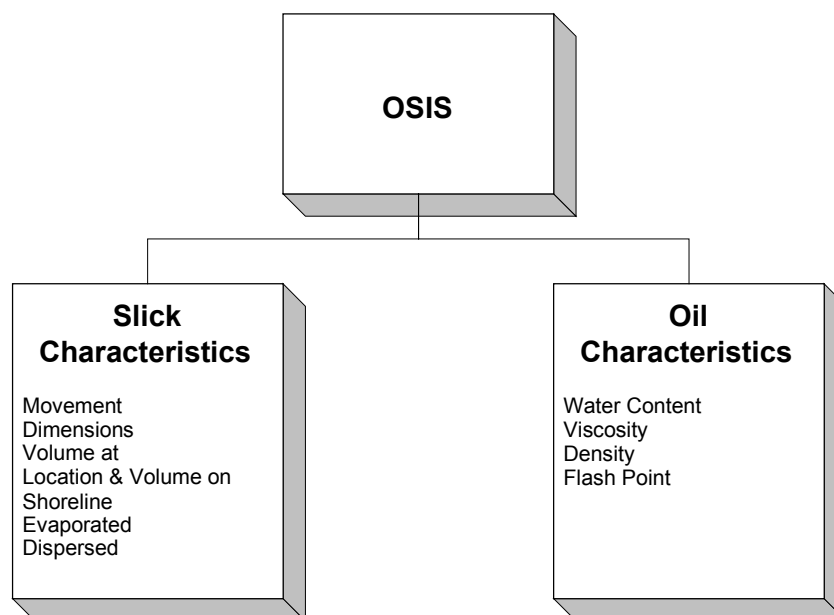 OSIS
Slick
Characteristics
Movement
Dimensions
Volume at
Location & Volume on
Shoreline
Evaporated
Dispersed
Oil
Characteristics
Water Content
Viscosity
Density
Flash Point